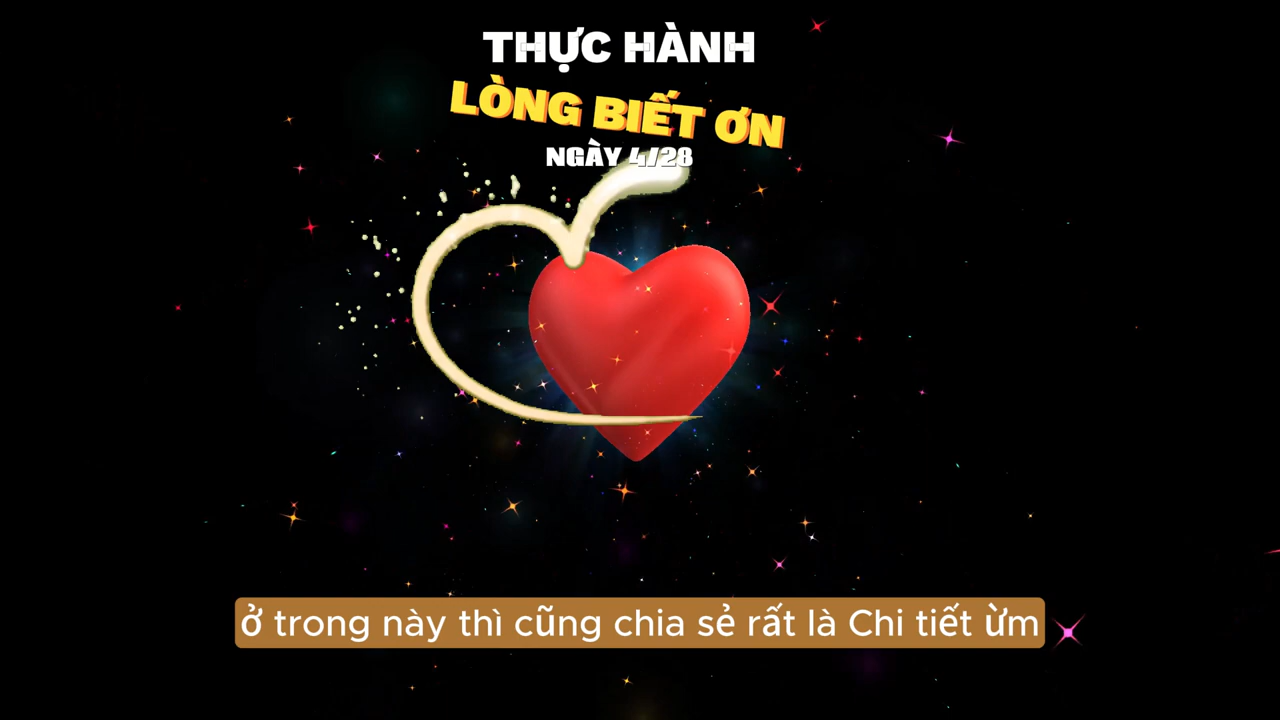 THỰC HÀNH
LÒNG BIẾT ƠN
NGÀY 4/28
ở trong này thì cũng chia sẻ rất là Chi tiết ừm